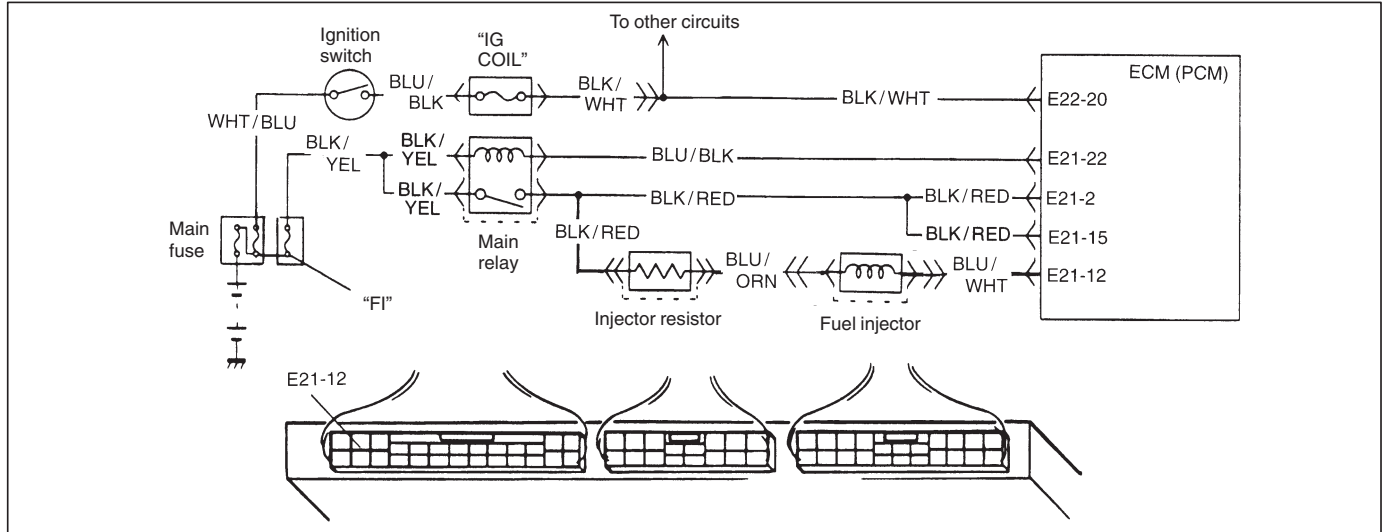 To other circuits
Ignition
switch
“IG
COIL”
ECM (PCM)
BLU/
BLK
BLK/
WHT
BLK/WHT
E22-20
WHT/BLU
BLK/
YEL
BLK/
YEL
BLU/BLK
E21-22
BLK/
YEL
BLK/RED
BLK/RED
E21-2
Main
fuse
Main
relay
BLK/RED
BLK/RED
E21-15
BLU/
ORN
BLU/
WHT
E21-12
“FI”
Injector resistor
Fuel injector
E21-12